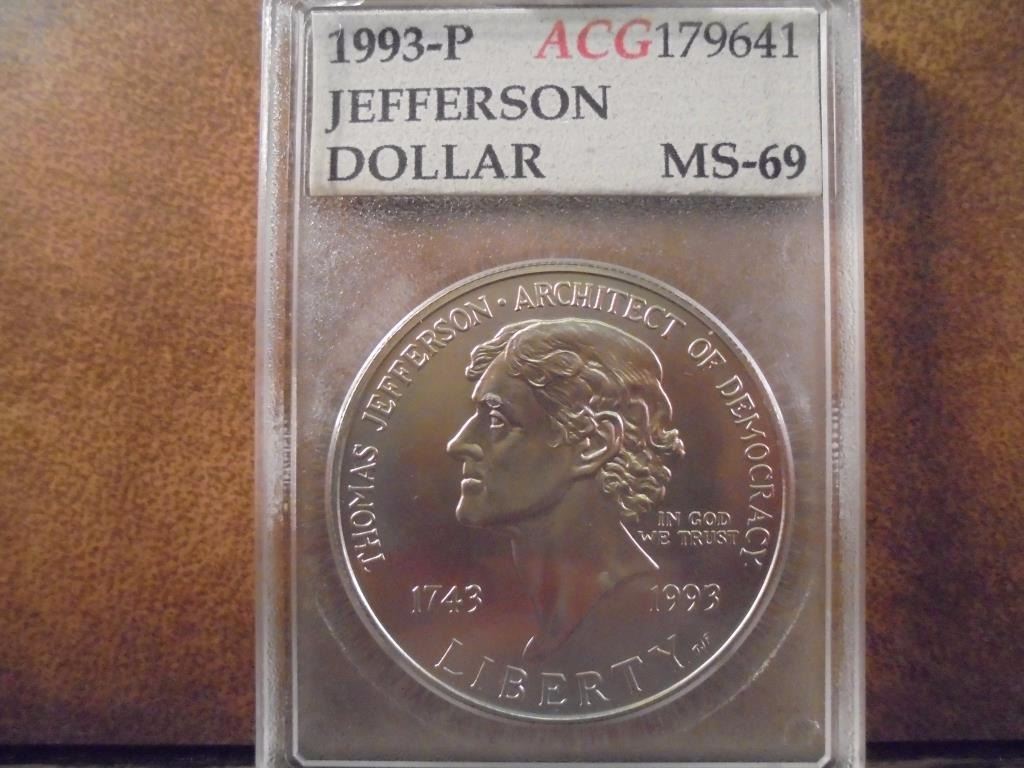 1993-P ACG179641
JEFFERSON
DOLLAR MS-69
THOMAS JEFFERSON · ARCHITECT OF DEMOCRACY
IN GOD
WE TRUST
1743 1993
LIBERTY